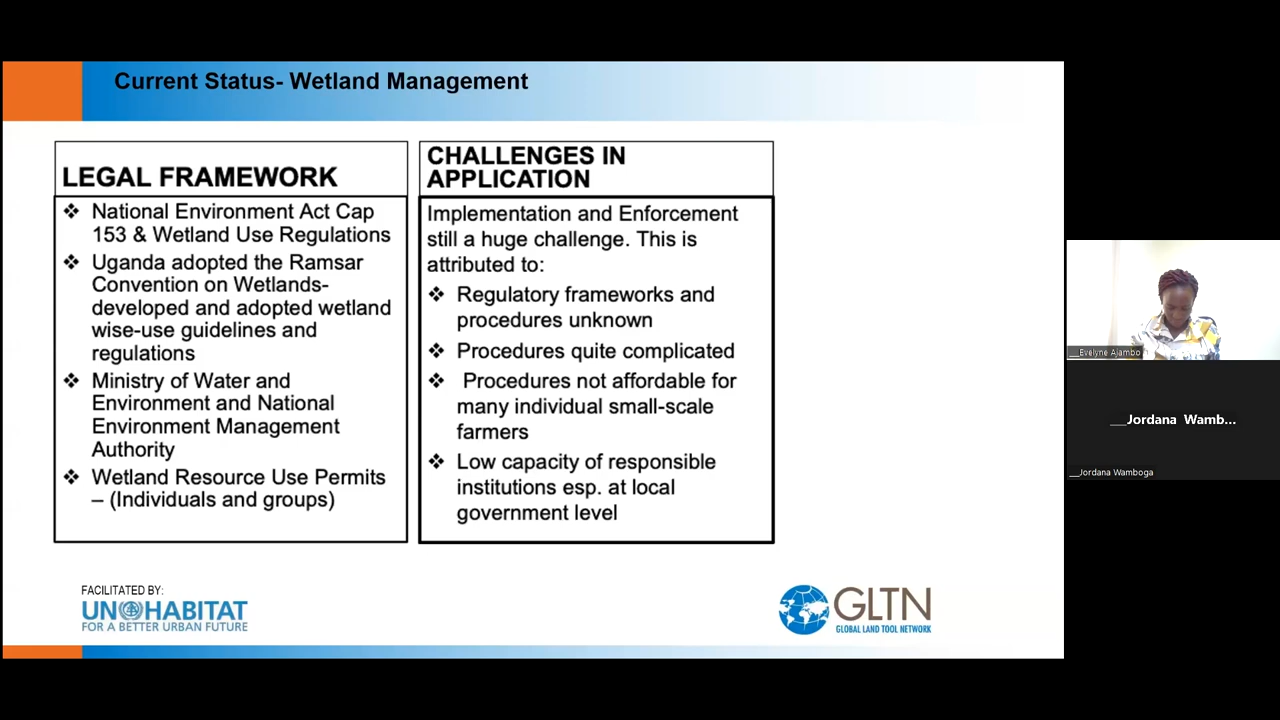 Current Status- Wetland Management
LEGAL FRAMEWORK
❖ National Environment Act Cap
153 & Wetland Use Regulations
❖ Uganda adopted the Ramsar
Convention on Wetlands-
developed and adopted wetland
wise-use guidelines and
regulations
❖ Ministry of Water and
Environment and National
Environment Management
Authority
❖ Wetland Resource Use Permits
– (Individuals and groups)
CHALLENGES IN
APPLICATION
Implementation and Enforcement
still a huge challenge. This is
attributed to:
❖ Regulatory frameworks and
procedures unknown
❖ Procedures quite complicated
❖ Procedures not affordable for
many individual small-scale
farmers
❖ Low capacity of responsible
institutions esp. at local
government level
FACILITATED BY:
UN HABITAT
FOR A BETTER URBAN FUTURE
GLTN
GLOBAL LAND TOOL NETWORK
__Evelyne Ajambo
__Jordana Wamb...
__Jordana Wamboga